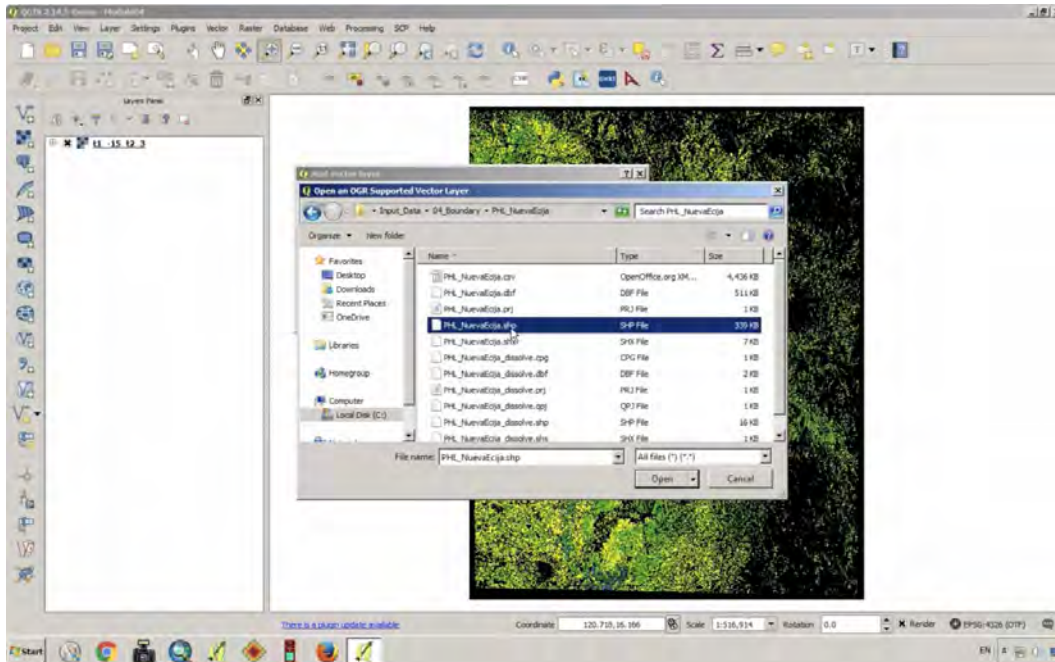 Project Edit View Layer Settings Plugins Vector Raster Database Web Processing SCP Help
Layers Panel
t1_-15_t2_3
Add vector layer
Open an OGR Supported Vector Layer
Input_Data 04_Boundary PHL_NuevaEcija
Search PHL_NuevaEcija
Organize New folder
Name Type Size
Favorites
Desktop
Downloads
Recent Places
OneDrive
Libraries
Homegroup
Computer
Local Disk (C:)
PHL_NuevaEcija.csv OpenOffice.org XM... 4,436 KB
PHL_NuevaEcija.dbf DBF File 511 KB
PHL_NuevaEcija.prj PRJ File 1 KB
PHL_NuevaEcija.shp SHP File 339 KB
PHL_NuevaEcija.shx SHX File 7 KB
PHL_NuevaEcija_dissolve.cpg CPG File 1 KB
PHL_NuevaEcija_dissolve.dbf DBF File 2 KB
PHL_NuevaEcija_dissolve.prj PRJ File 1 KB
PHL_NuevaEcija_dissolve.qpj QPJ File 1 KB
PHL_NuevaEcija_dissolve.shp SHP File 16 KB
PHL_NuevaEcija_dissolve.shx SHX File 1 KB
File name: PHL_NuevaEcija.shp All files (*) (*.*)
Open Cancel
There is a plugin update available
Coordinate 120.718,16.166 Scale 1:516,914 Rotation 0.0 Render EPSG:4326 (OTF)
Start
EN